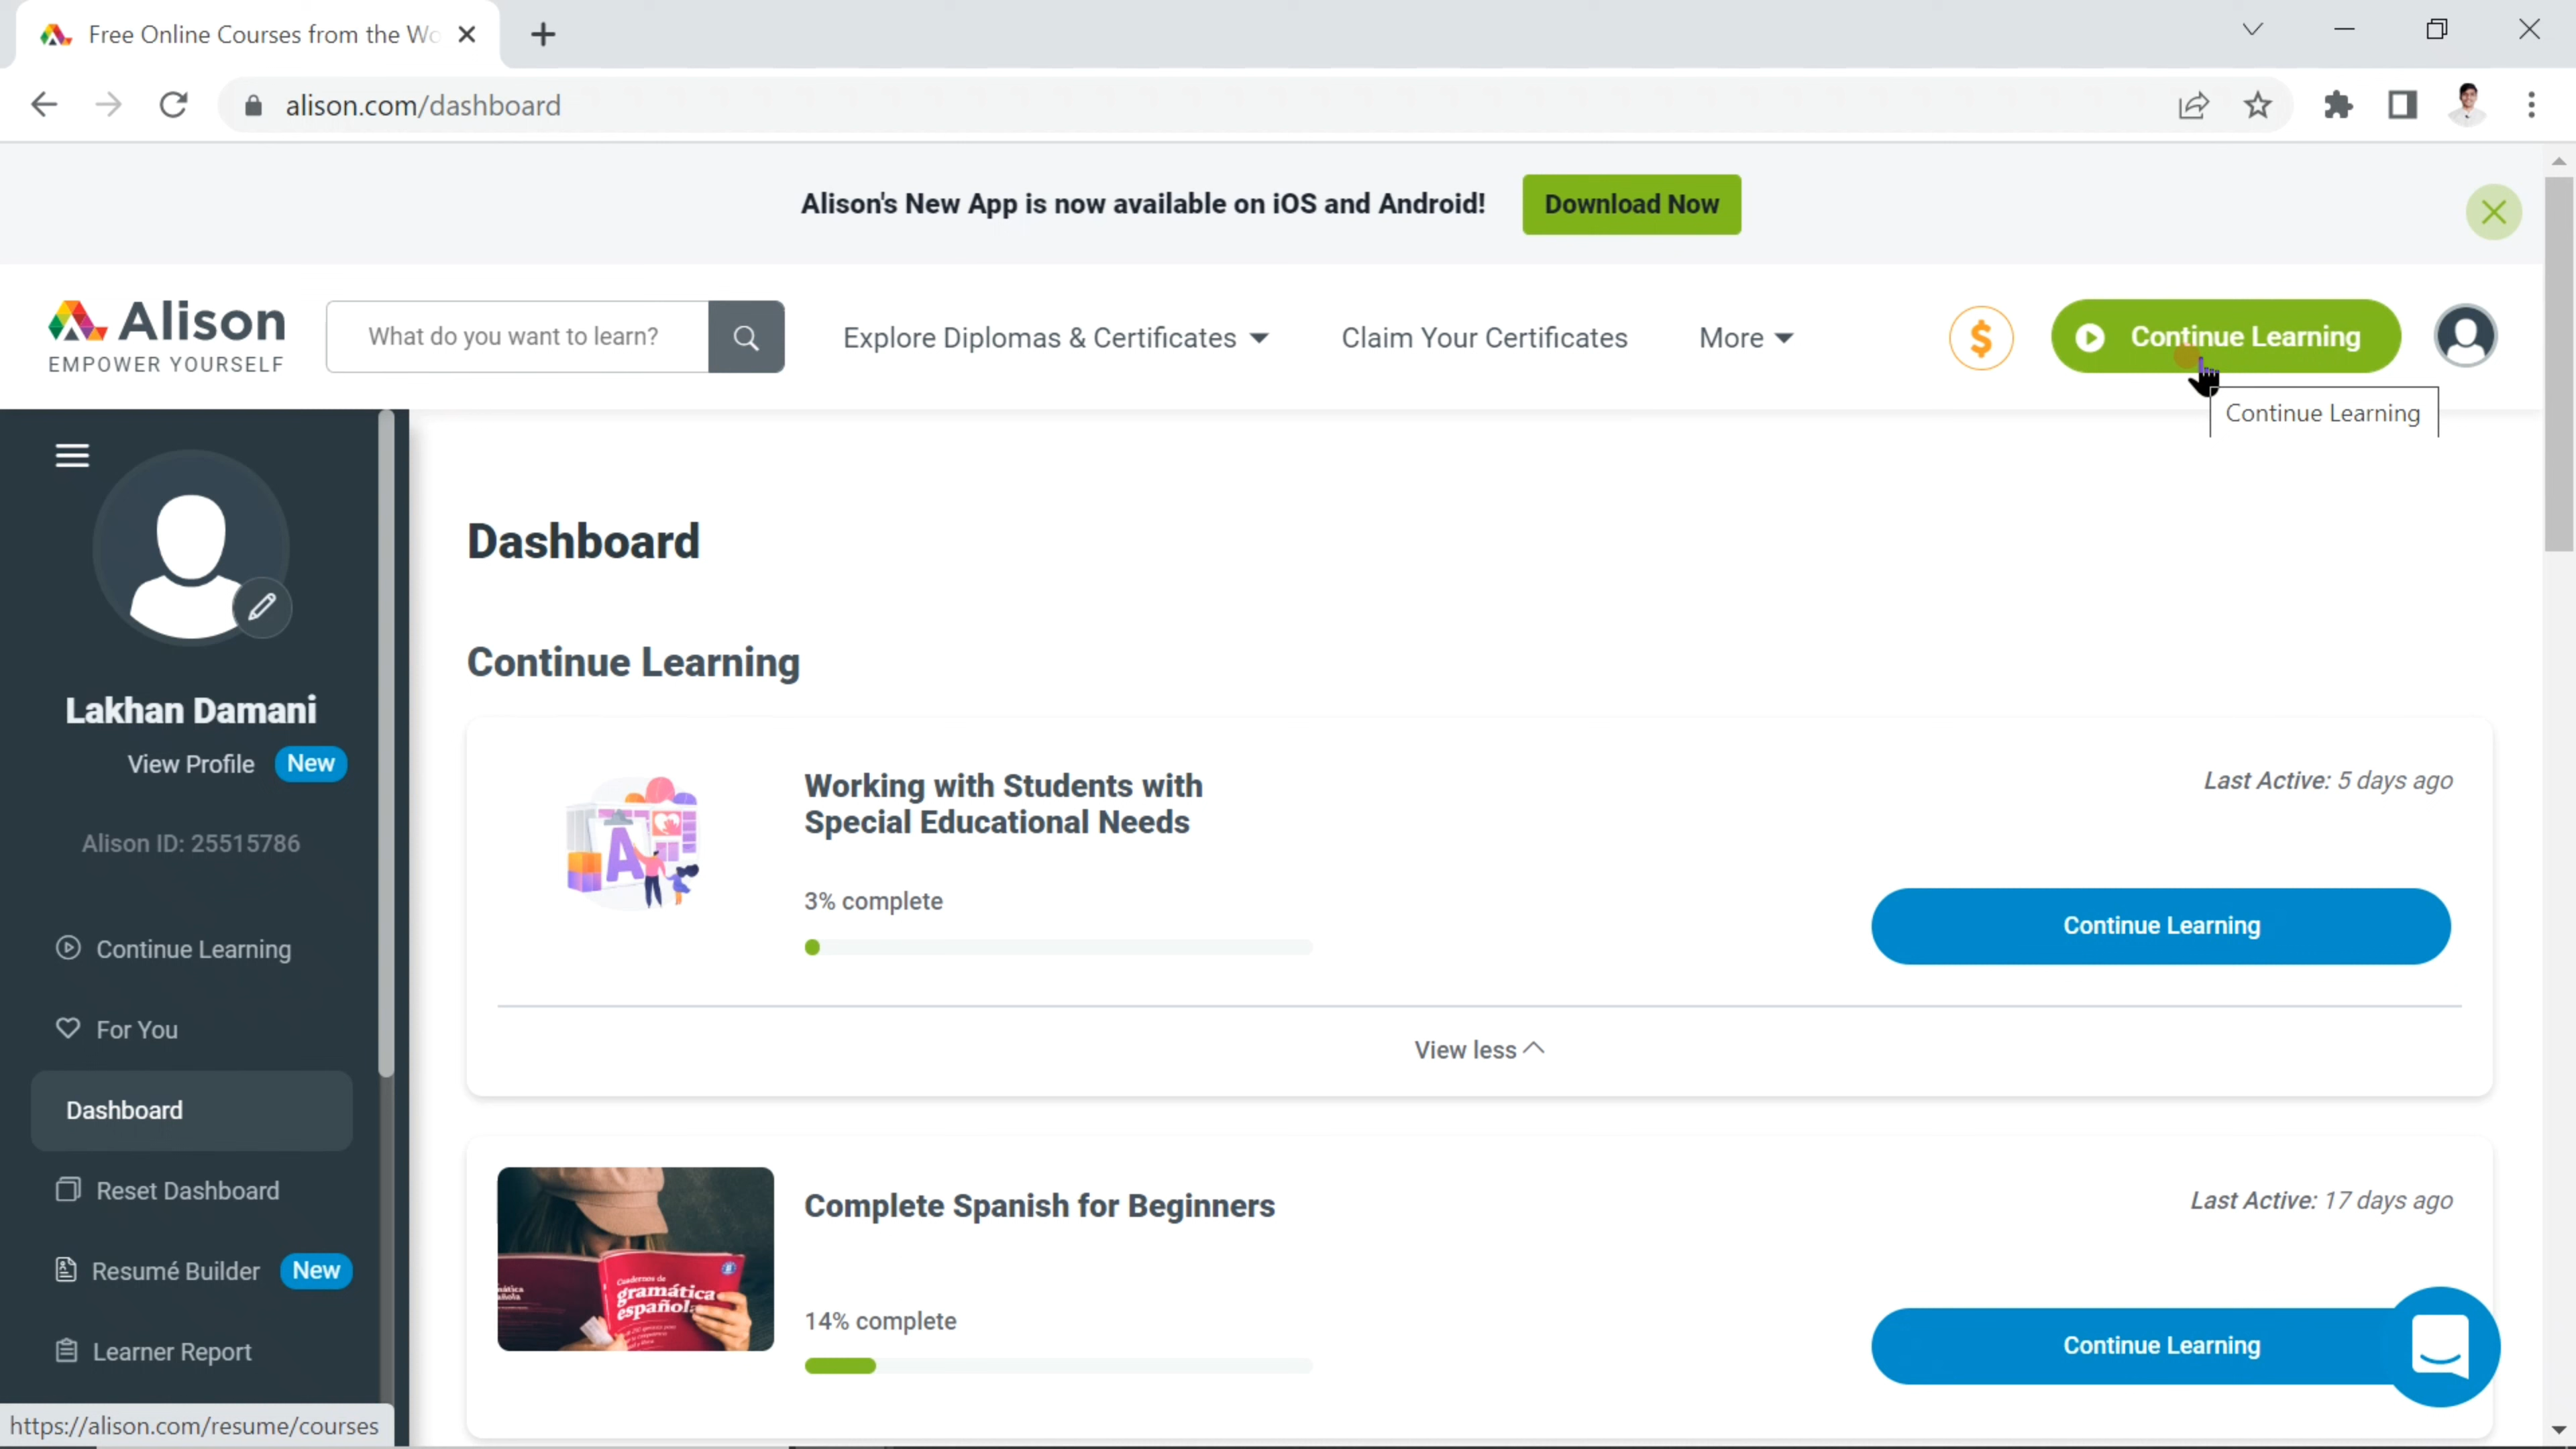 Free Online Courses from the Wo
alison.com/dashboard
Alison's New App is now available on iOS and Android!
Download Now
Alison
EMPOWER YOURSELF
What do you want to learn?
Explore Diplomas & Certificates
Claim Your Certificates
More
$
Continue Learning
Continue Learning
Lakhan Damani
View Profile New
Alison ID: 25515786
Continue Learning
For You
Dashboard
Reset Dashboard
Resumé Builder New
Learner Report
https://alison.com/resume/courses
Dashboard
Continue Learning
A
Working with Students with
Special Educational Needs
Last Active: 5 days ago
3% complete
Continue Learning
View less
Cuadernos de
gramática
española
Complete Spanish for Beginners
Last Active: 17 days ago
14% complete
Continue Learning